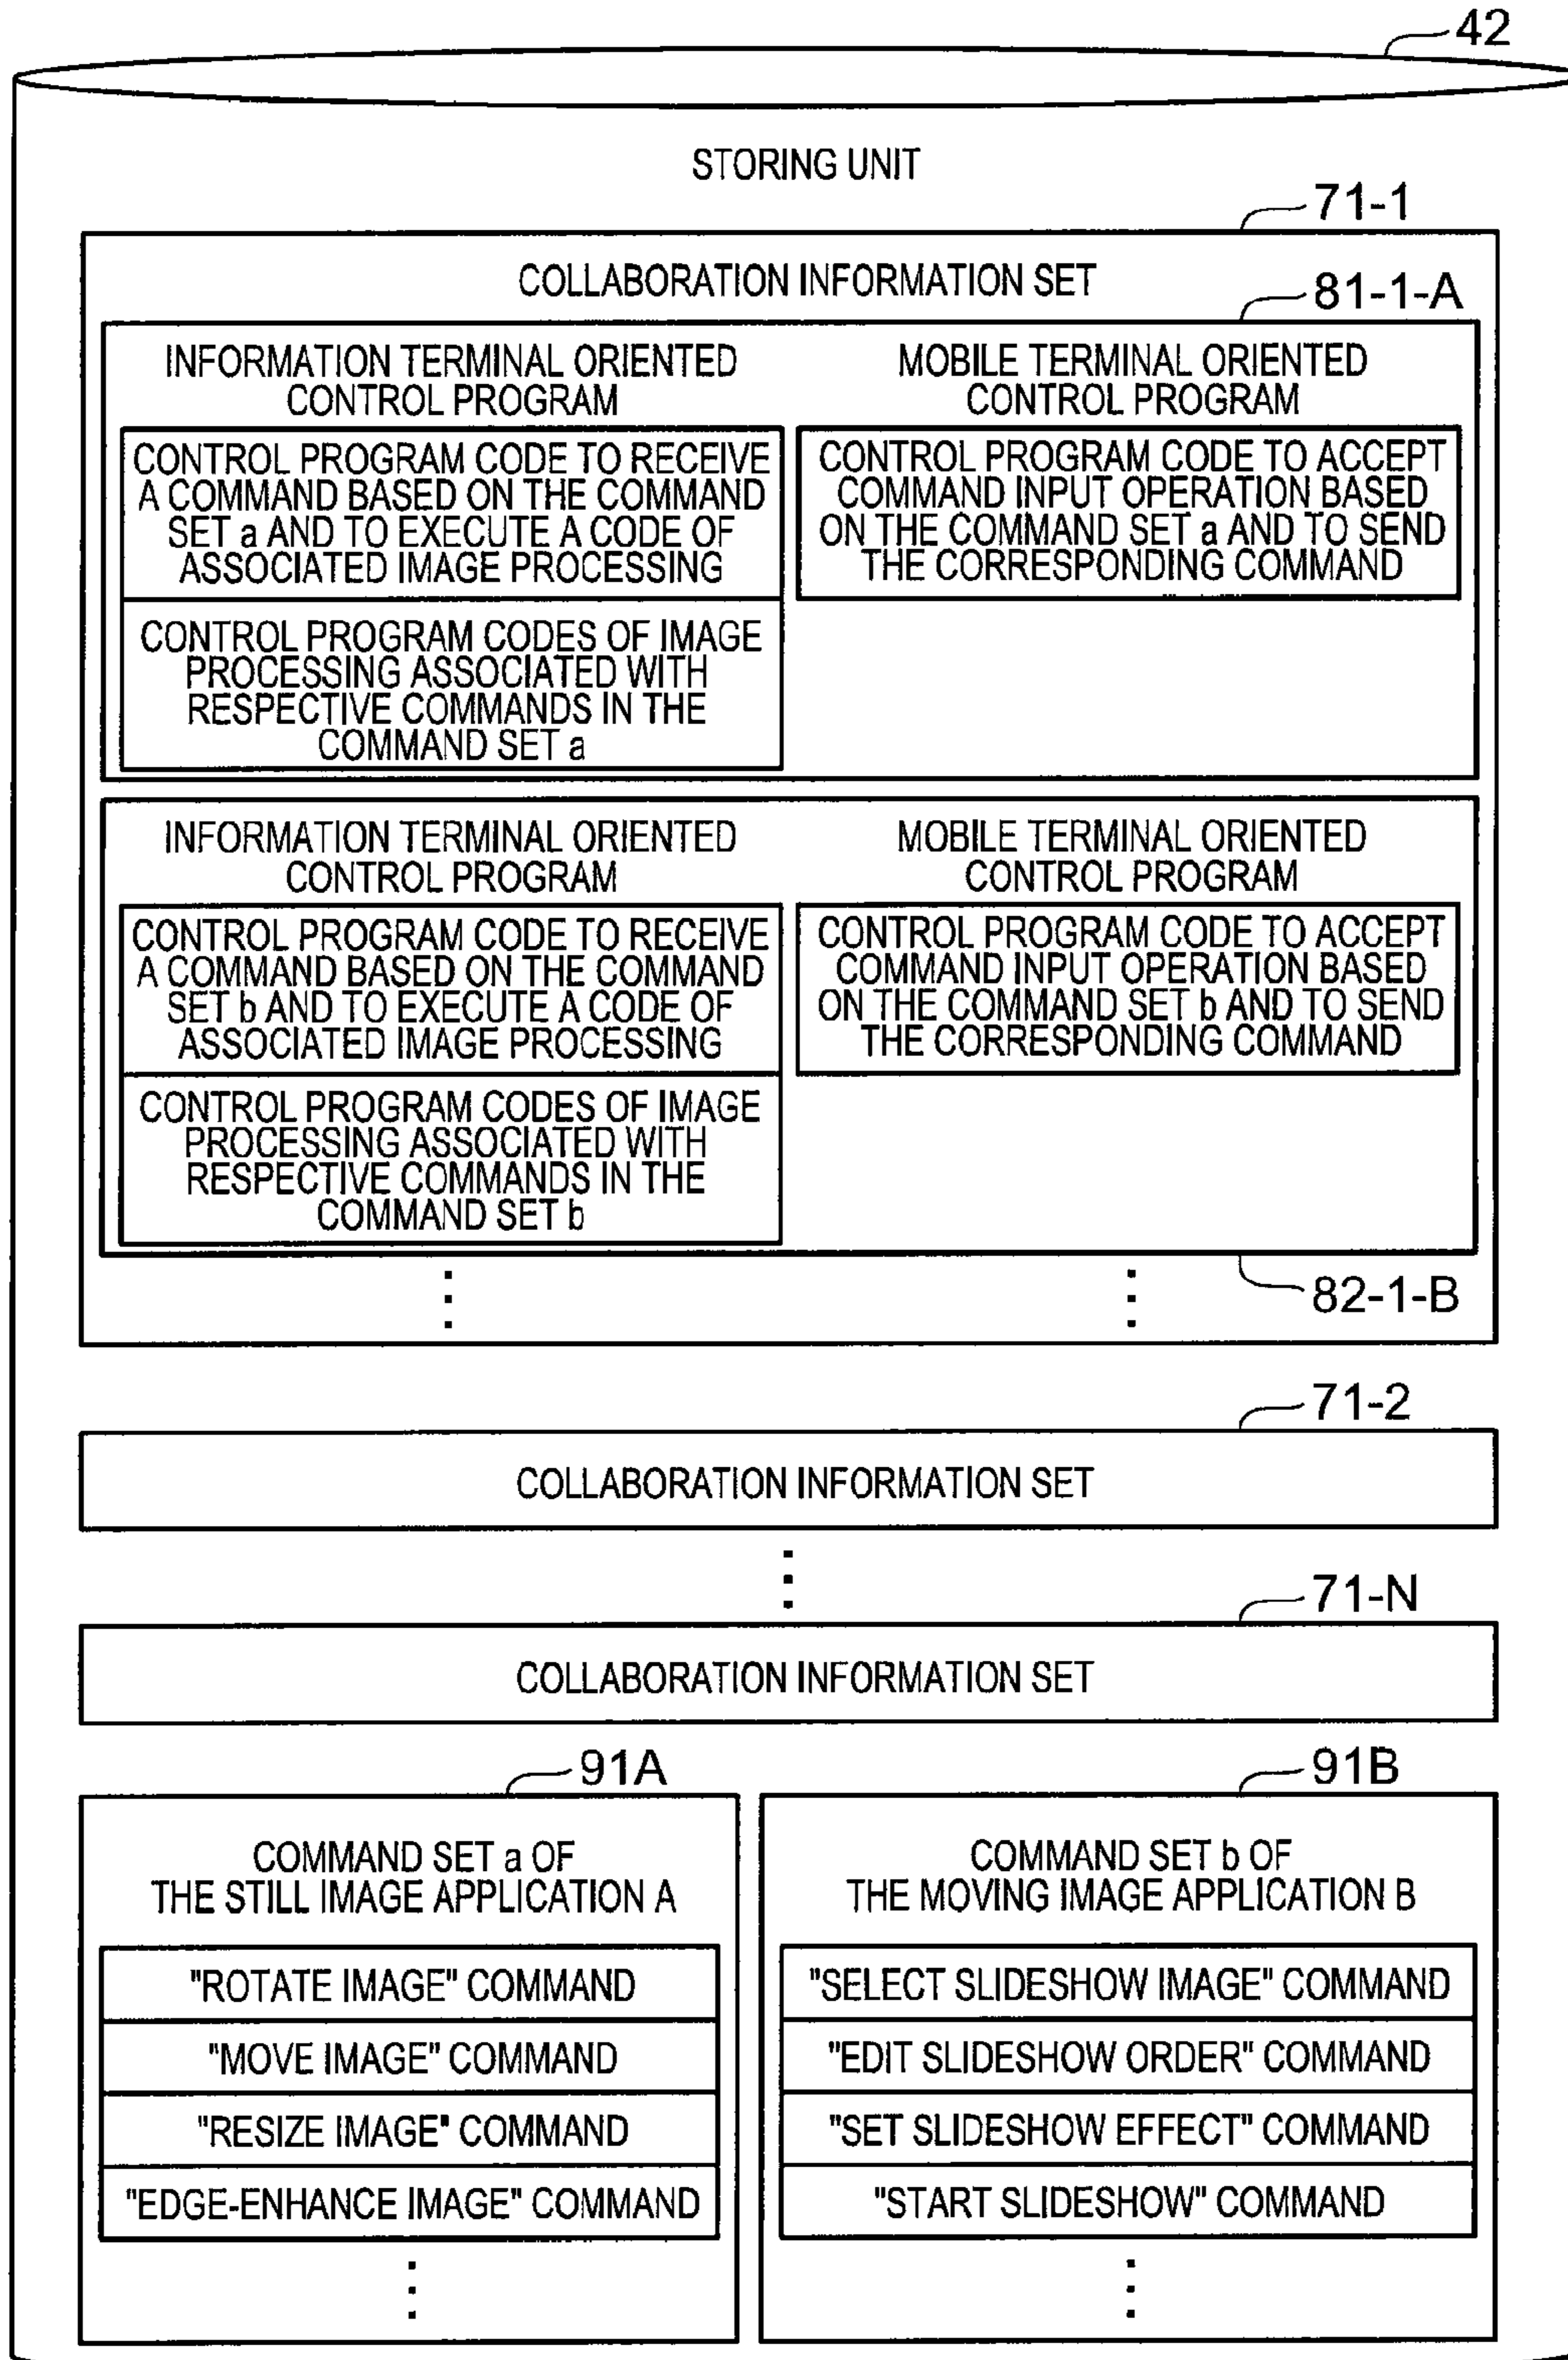 42
STORING UNIT
71-1
COLLABORATION INFORMATION SET
81-1-A
INFORMATION TERMINAL ORIENTED
CONTROL PROGRAM
CONTROL PROGRAM CODE TO RECEIVE
A COMMAND BASED ON THE COMMAND
SET a AND TO EXECUTE A CODE OF
ASSOCIATED IMAGE PROCESSING
CONTROL PROGRAM CODES OF IMAGE
PROCESSING ASSOCIATED WITH
RESPECTIVE COMMANDS IN THE
COMMAND SET a
MOBILE TERMINAL ORIENTED
CONTROL PROGRAM
CONTROL PROGRAM CODE TO ACCEPT
COMMAND INPUT OPERATION BASED
ON THE COMMAND SET a AND TO SEND
THE CORRESPONDING COMMAND
INFORMATION TERMINAL ORIENTED
CONTROL PROGRAM
CONTROL PROGRAM CODE TO RECEIVE
A COMMAND BASED ON THE COMMAND
SET b AND TO EXECUTE A CODE OF
ASSOCIATED IMAGE PROCESSING
CONTROL PROGRAM CODES OF IMAGE
PROCESSING ASSOCIATED WITH
RESPECTIVE COMMANDS IN THE
COMMAND SET b
MOBILE TERMINAL ORIENTED
CONTROL PROGRAM
CONTROL PROGRAM CODE TO ACCEPT
COMMAND INPUT OPERATION BASED
ON THE COMMAND SET b AND TO SEND
THE CORRESPONDING COMMAND
82-1-B
71-2
COLLABORATION INFORMATION SET
71-N
COLLABORATION INFORMATION SET
91A
COMMAND SET a OF
THE STILL IMAGE APPLICATION A
"ROTATE IMAGE" COMMAND
"MOVE IMAGE" COMMAND
"RESIZE IMAGE" COMMAND
"EDGE-ENHANCE IMAGE" COMMAND
91B
COMMAND SET b OF
THE MOVING IMAGE APPLICATION B
"SELECT SLIDESHOW IMAGE" COMMAND
"EDIT SLIDESHOW ORDER" COMMAND
"SET SLIDESHOW EFFECT" COMMAND
"START SLIDESHOW" COMMAND